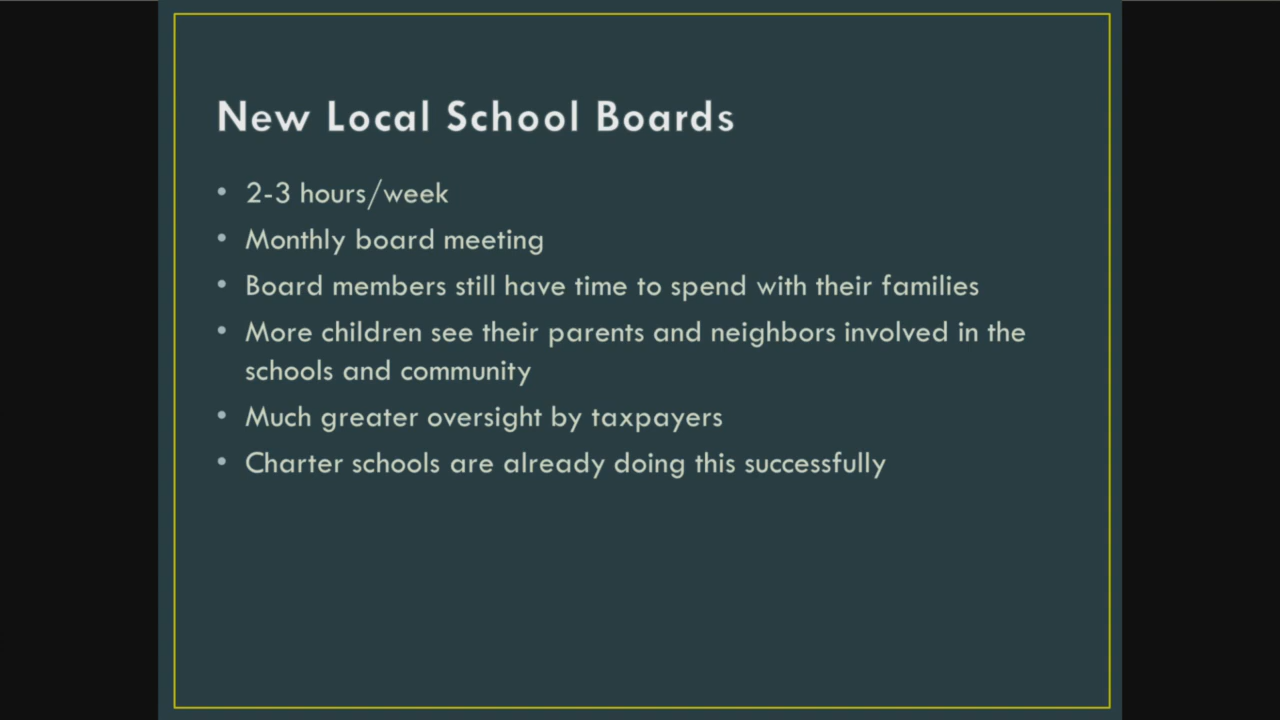 New Local School Boards
• 2-3 hours/week
• Monthly board meeting
• Board members still have time to spend with their families
• More children see their parents and neighbors involved in the
schools and community
• Much greater oversight by taxpayers
• Charter schools are already doing this successfully